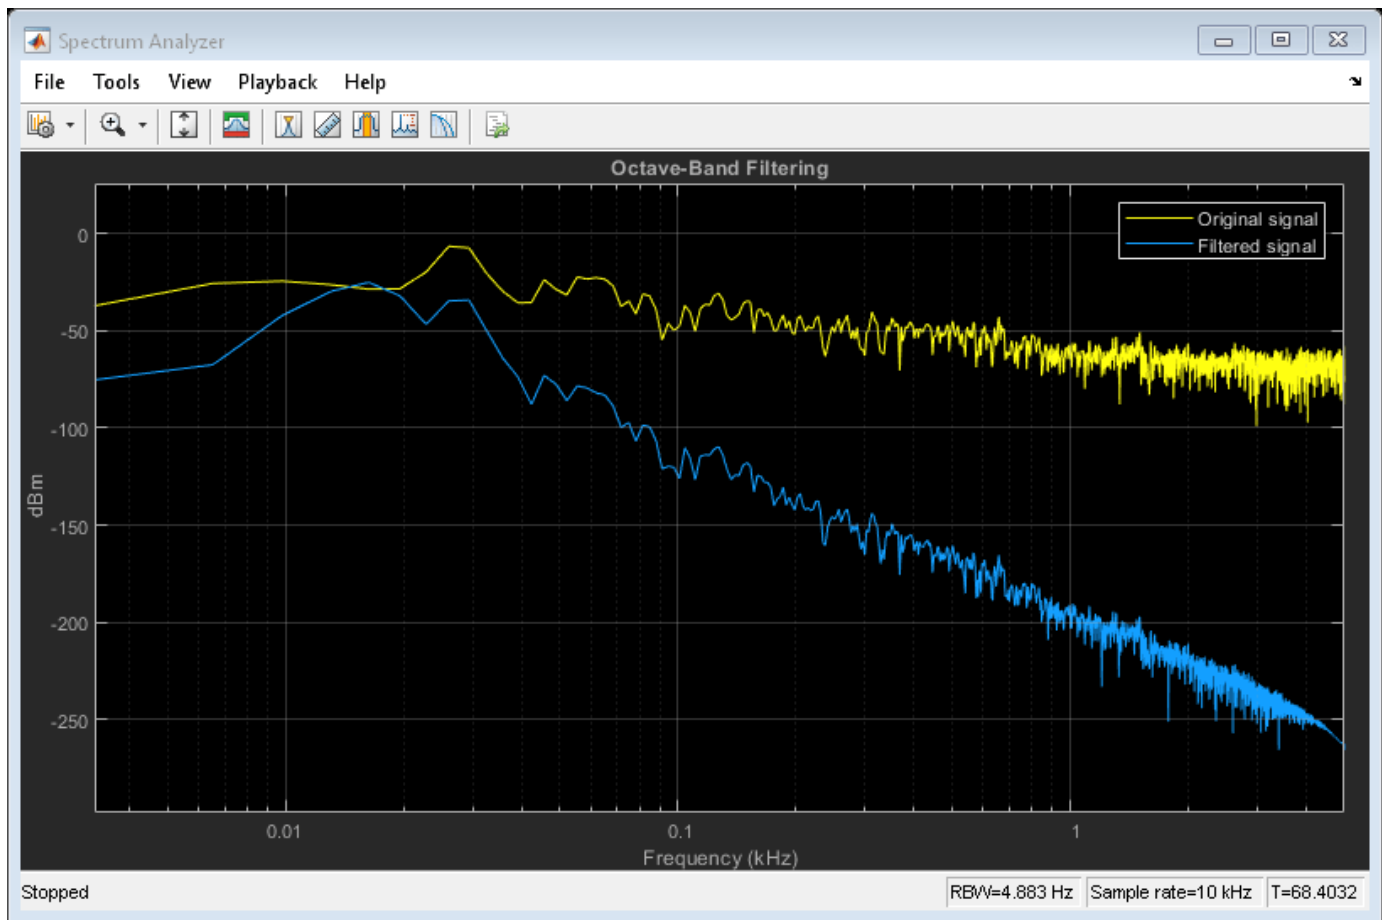 Spectrum Analyzer
File Tools View Playback Help
Octave-Band Filtering
Original signal
Filtered signal
0
-50
-100
-150
-200
-250
dBm
0.01 0.1 1
Frequency (kHz)
Stopped RBW=4.883 Hz Sample rate=10 kHz T=68.4032